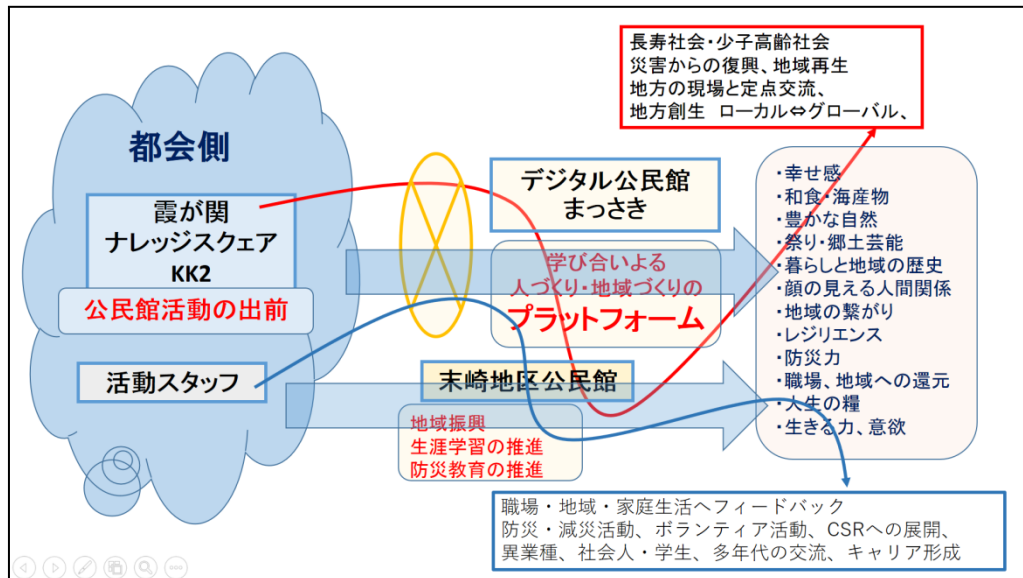 長寿社会・少子高齢社会
災害からの復興、地域再生
地方の現場と定点交流、
地方創生 ローカル⇔グローバル、
都会側
霞が関
ナレッジスクェア
KK2
公民館活動の出前
活動スタッフ
デジタル公民館
まっさき
学び合いよる
人づくり・地域づくりの
プラットフォーム
末崎地区公民館
地域振興
生涯学習の推進
防災教育の推進
・幸せ感
・和食・海産物
・豊かな自然
・祭り・郷土芸能
・暮らしと地域の歴史
・顔の見える人間関係
・地域の繋がり
・レジリエンス
・防災力
・職場、地域への還元
・人生の糧
・生きる力、意欲
職場・地域・家庭生活へフィードバック
防災・減災活動、ボランティア活動、CSRへの展開、
異業種、社会人・学生、多年代の交流、キャリア形成